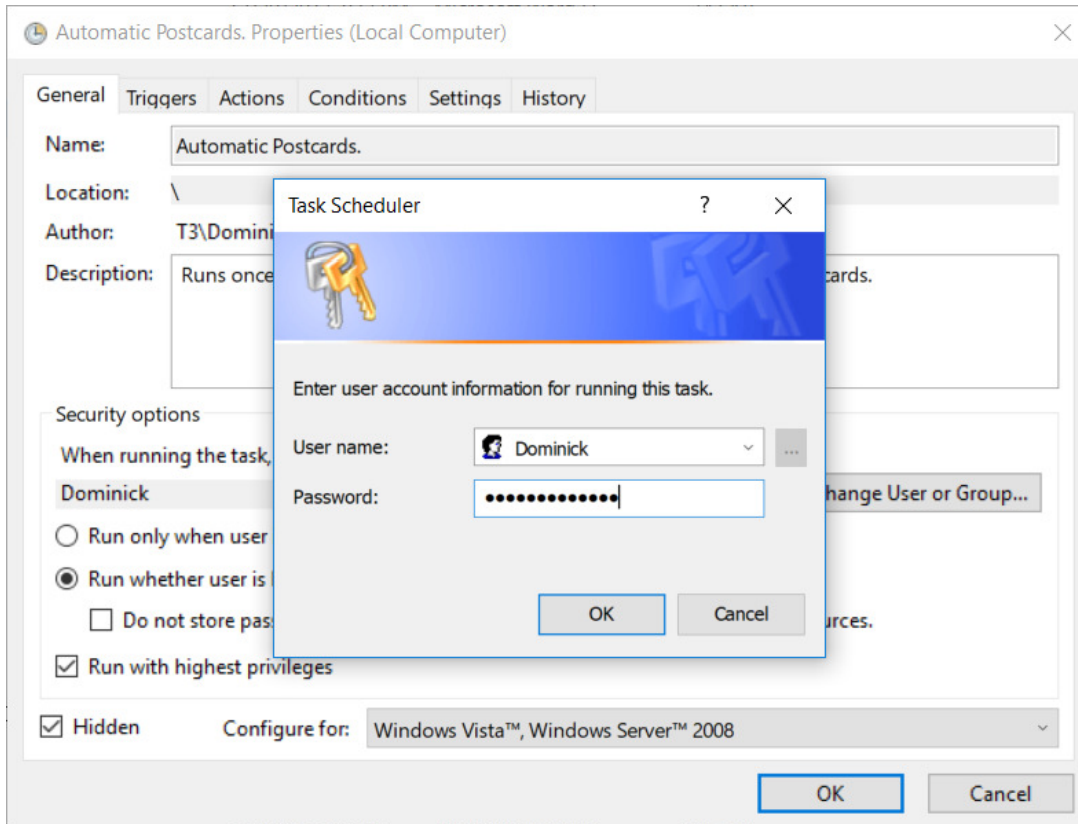 Automatic Postcards. Properties (Local Computer)
General Triggers Actions Conditions Settings History
Name: Automatic Postcards.
Location: \
Author: T3\Domini
Description: Runs once cards.
Task Scheduler ?
Enter user account information for running this task.
User name: Dominick ...
Password: •••••••••••••
OK Cancel
Security options
When running the task,
Dominick hange User or Group...
Run only when user
Run whether user is
Do not store pas urces.
Run with highest privileges
Hidden Configure for: Windows Vista™, Windows Server™ 2008
OK Cancel